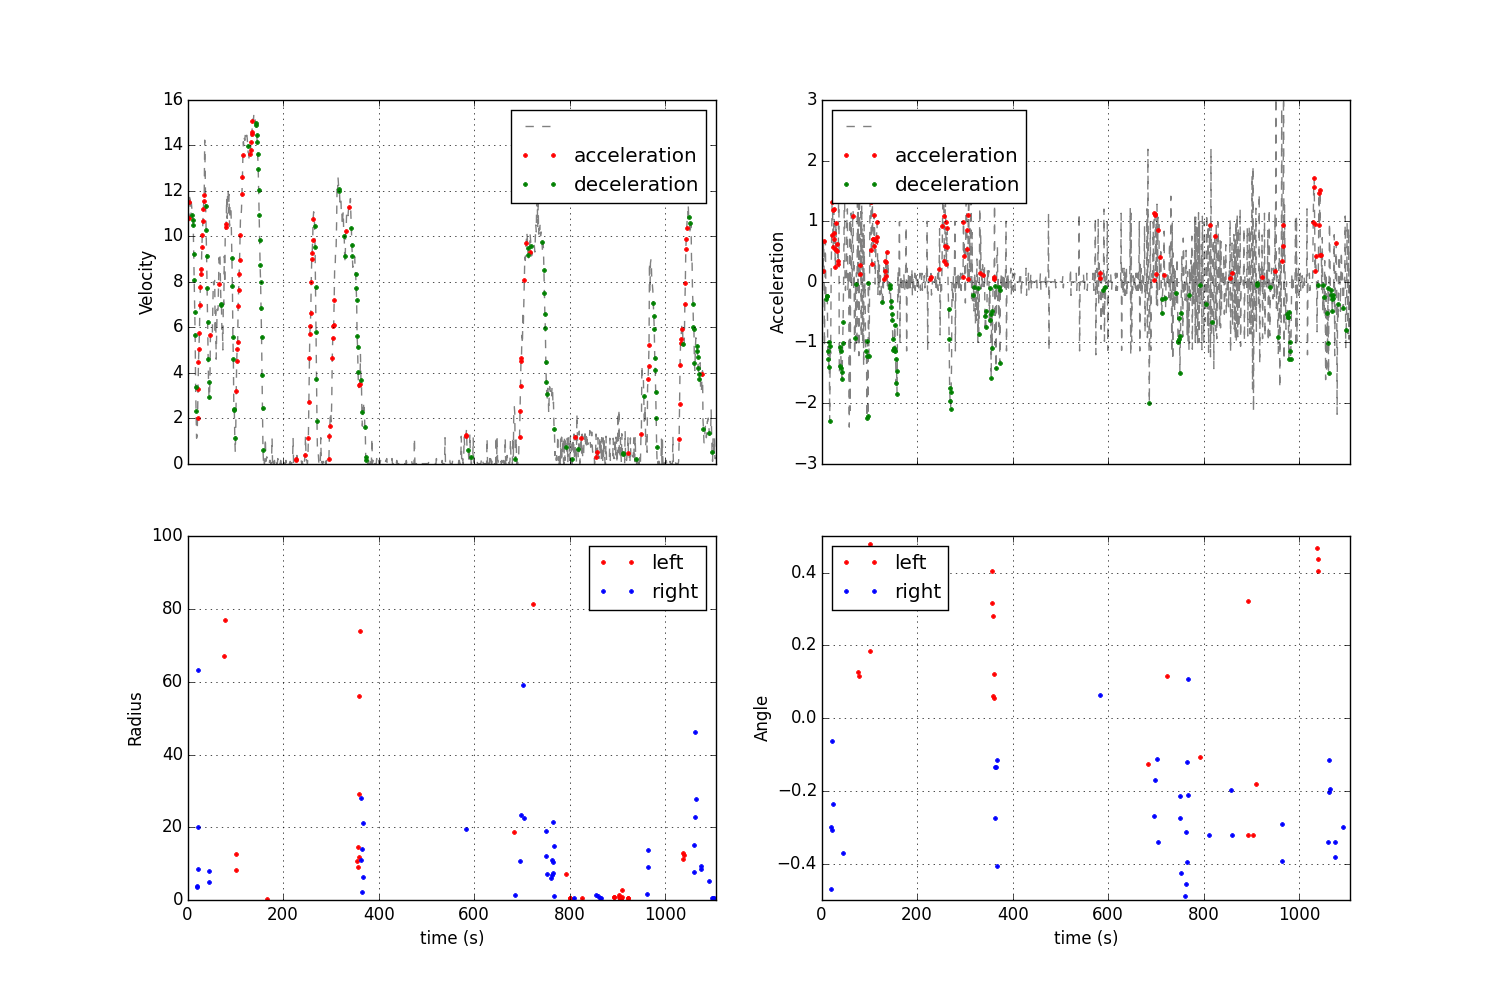 16
14
12
10
8
6
4
2
0
Velocity
acceleration
deceleration
3
2
1
0
−1
−2
−3
Acceleration
acceleration
deceleration
100
80
60
40
20
0
Radius
left
right
0 200 400 600 800 1000
time (s)
0.4
0.2
0.0
−0.2
−0.4
Angle
left
right
0 200 400 600 800 1000
time (s)